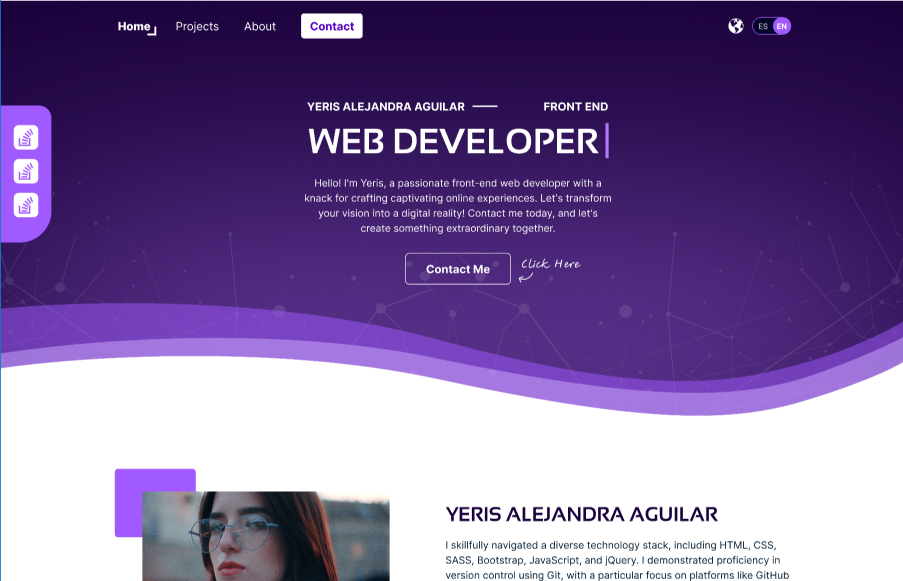 Home Projects About Contact ES EN
YERIS ALEJANDRA AGUILAR FRONT END
WEB DEVELOPER
Hello! I'm Yeris, a passionate front-end web developer with a
knack for crafting captivating online experiences. Let's transform
your vision into a digital reality! Contact me today, and let's
create something extraordinary together.
Contact Me Click Here
YERIS ALEJANDRA AGUILAR
I skillfully navigated a diverse technology stack, including HTML, CSS,
SASS, Bootstrap, JavaScript, and jQuery. I demonstrated proficiency in
version control using Git, with a particular focus on platforms like GitHub